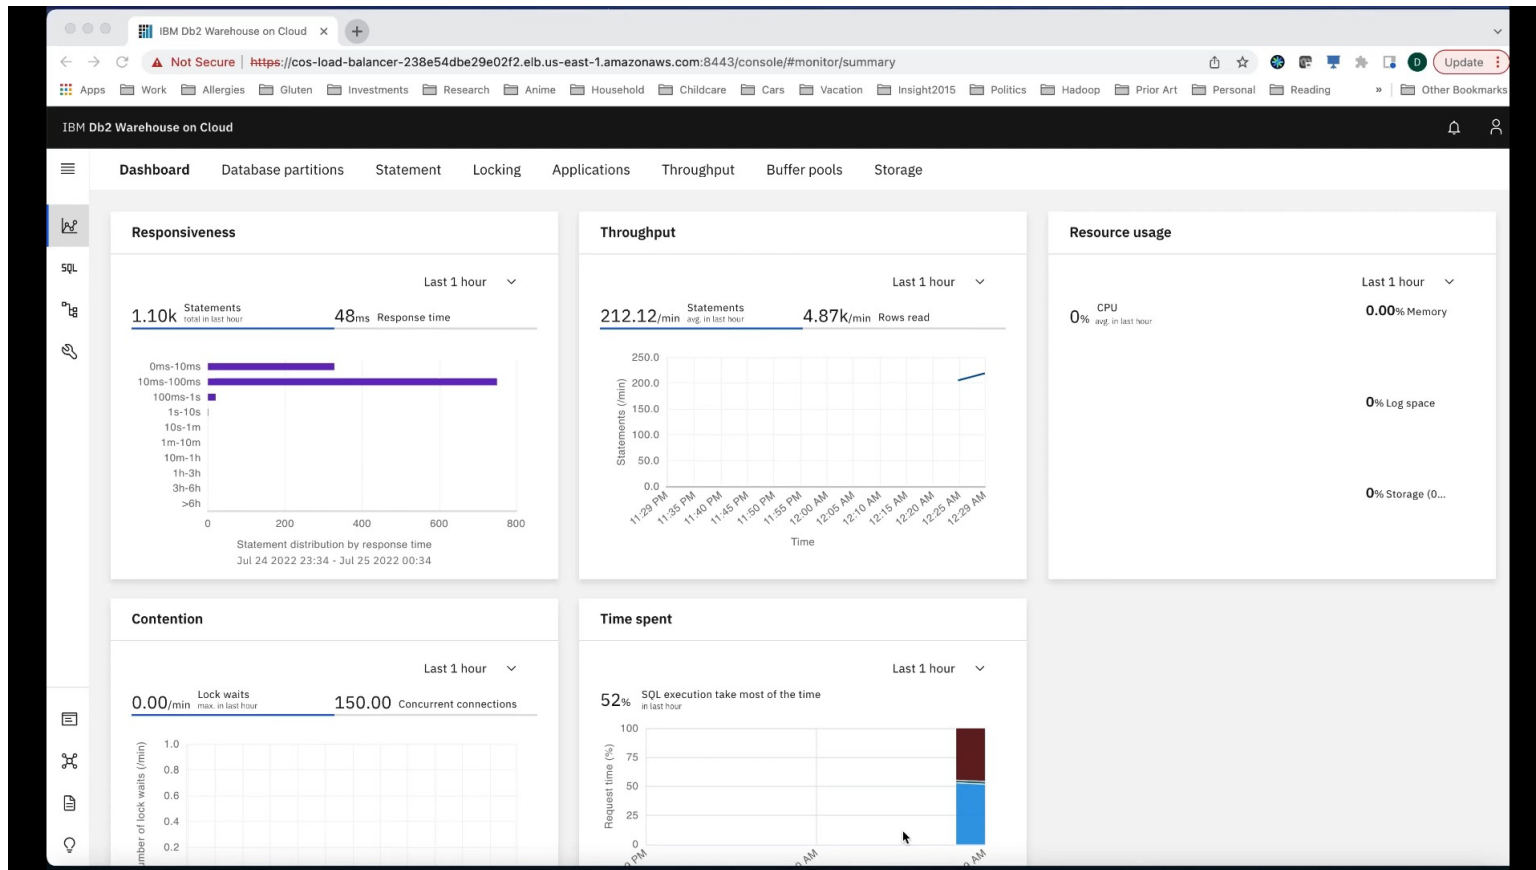 IBM Db2 Warehouse on Cloud
Not Secure https://cos-load-balancer-238e54dbe29e02f2.elb.us-east-1.amazonaws.com:8443/console/#monitor/summary D Update
Apps Work Allergies Gluten Investments Research Anime Household Childcare Cars Vacation Insight2015 Politics Hadoop Prior Art Personal Reading » Other Bookmarks
IBM Db2 Warehouse on Cloud
Dashboard Database partitions Statement Locking Applications Throughput Buffer pools Storage
SQL
Responsiveness
Last 1 hour
1.10k Statements total in last hour 48ms Response time
0ms-10ms
10ms-100ms
100ms-1s
1s-10s
10s-1m
1m-10m
10m-1h
1h-3h
3h-6h
>6h
0 200 400 600 800
Statement distribution by response time
Jul 24 2022 23:34 - Jul 25 2022 00:34
Throughput
Last 1 hour
212.12/min Statements avg. in last hour 4.87k/min Rows read
Statements (/min)
250.0
200.0
150.0
100.0
50.0
0.0
11:29 PM 11:35 PM 11:40 PM 11:45 PM 11:50 PM 11:55 PM 12:00 AM 12:05 AM 12:10 AM 12:15 AM 12:20 AM 12:25 AM 12:29 AM
Time
Resource usage
Last 1 hour
0% CPU avg. in last hour
0.00% Memory
0% Log space
0% Storage (0...
Contention
Last 1 hour
0.00/min Lock waits max. in last hour 150.00 Concurrent connections
mber of lock waits (/min)
1.0
0.8
0.6
0.4
0.2
Time spent
Last 1 hour
52% SQL execution take most of the time
in last hour
Request time (%)
100
75
50
25
0
PM AM AM